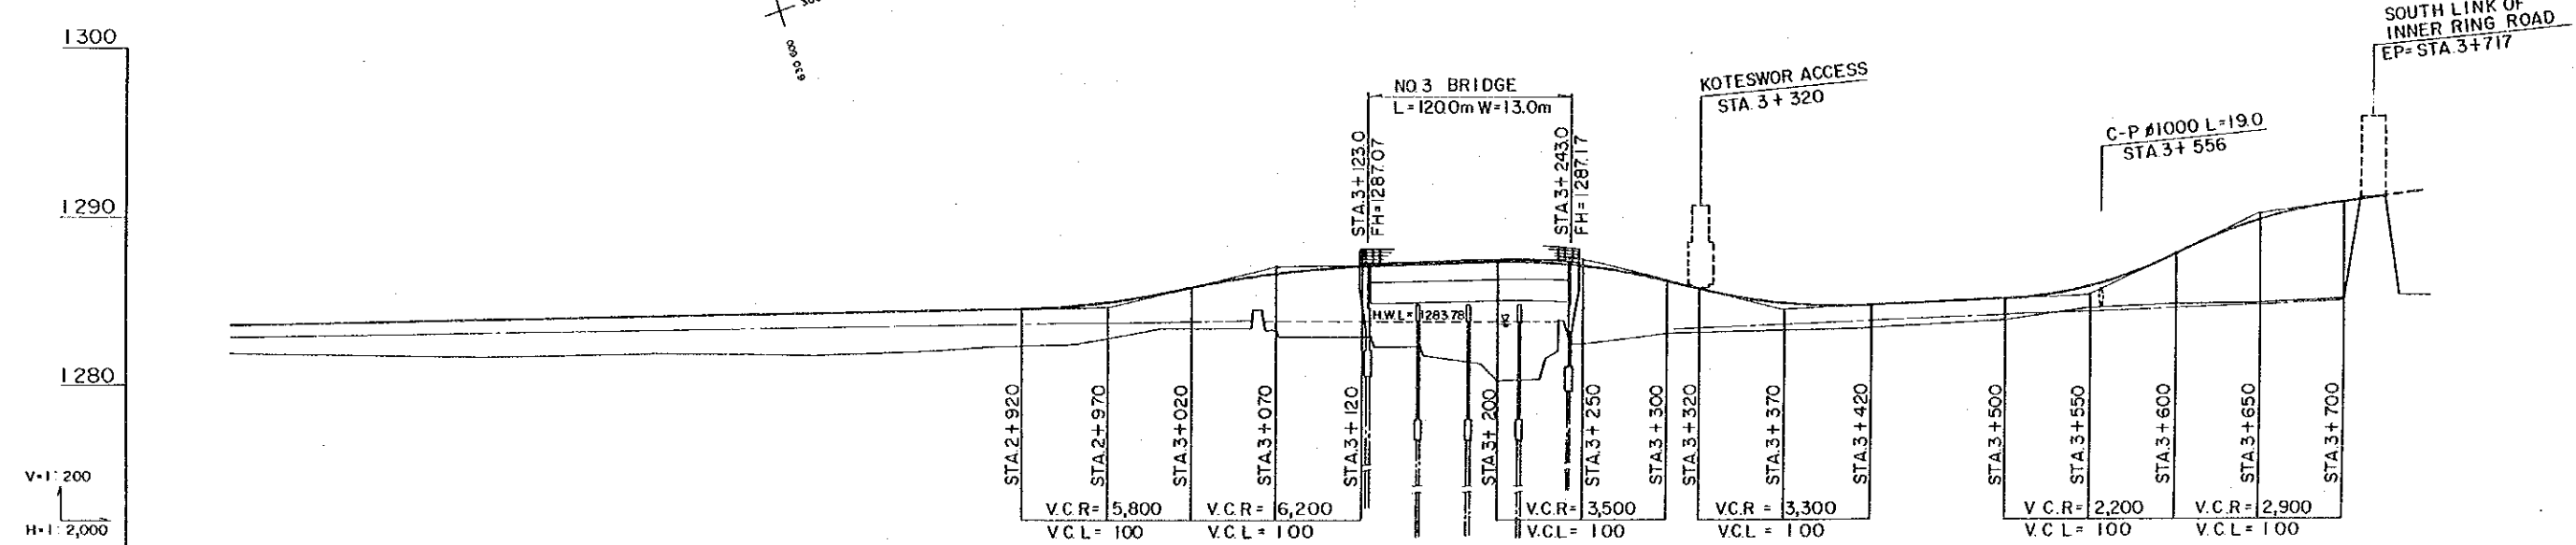 1300
1290
1280
V=1:200
H=1:2,000
600 0E9
NO.3 BRIDGE
L=120.0m W=13.0m
STA.3+123.0
FH=1287.07
STA.3+243.0
FH=1287.17
KOTESWOR ACCESS
STA.3+320
C-P ø1000 L=19.0
STA.3+556
SOUTH LINK OF
INNER RING ROAD
EP=STA.3+717
H.W.L=1283.78
STA.2+920
STA.2+970
STA.3+020
STA.3+070
STA.3+120
STA.3+200
STA.3+250
STA.3+300
STA.3+320
STA.3+370
STA.3+420
STA.3+500
STA.3+550
STA.3+600
STA.3+650
STA.3+700
V.C.R=5,800
V.C.L=100
V.C.R=6,200
V.C.L=100
V.C.R=3,500
V.C.L=100
V.C.R=3,300
V.C.L=100
V.C.R=2,200
V.C.L=100
V.C.R=2,900
V.C.L=100